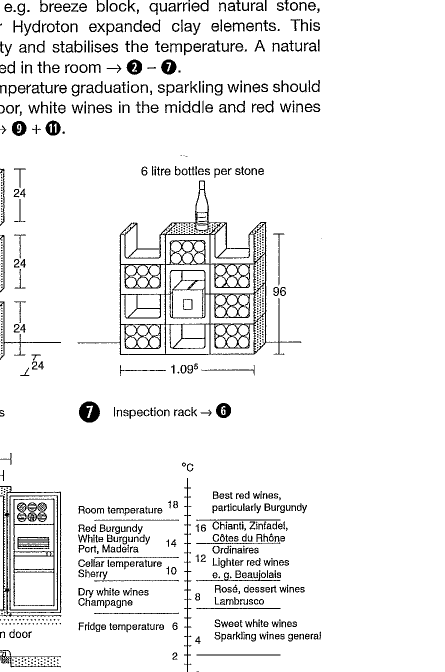 e.g. breeze block, quarried natural stone,
r Hydroton expanded clay elements. This
ty and stabilises the temperature. A natural
ed in the room → 2 – 7.
mperature graduation, sparkling wines should
oor, white wines in the middle and red wines
→ 9 + 11.
6 litre bottles per stone
24
24
24
24
96
1.09⁵
s
7 Inspection rack → 6
°C
Best red wines,
particularly Burgundy
Room temperature 18
Red Burgundy
White Burgundy
Port, Madeira
14
16 Chianti, Zinfadel,
Côtes du Rhône
Ordinaires
12 Lighter red wines
e. g. Beaujolais
Cellar temperature
Sherry
10
Dry white wines
Champagne
8 Rosé, dessert wines
Lambrusco
Fridge temperature 6
Sweet white wines
4 Sparkling wines general
2
n door